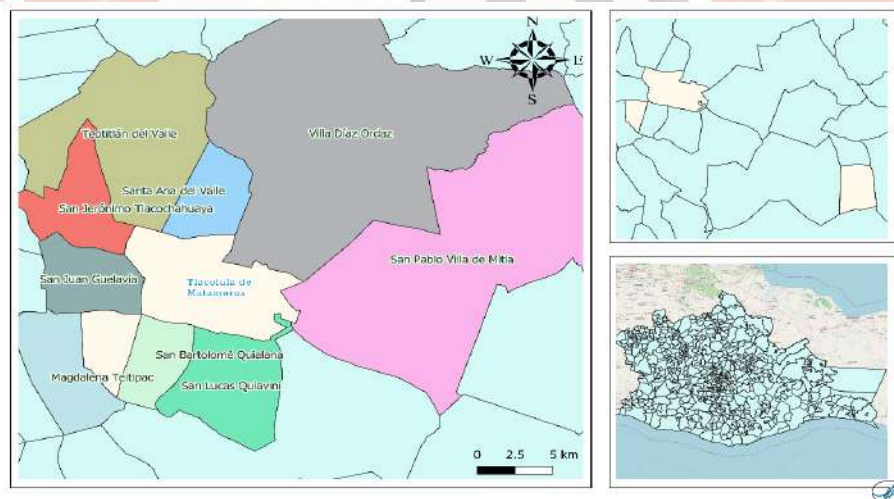 N
W E
S
Teotitlán del Valle
Villa Díaz Ordaz
Santa Ana del Valle
San Jerónimo Tlacochahuaya
San Pablo Villa de Mitla
San Juan Guelavía
Tlacolula de
Matamoros
San Bartolomé Quialana
Magdalena Teitipac
San Lucas Quiavini
0 2.5 5 km